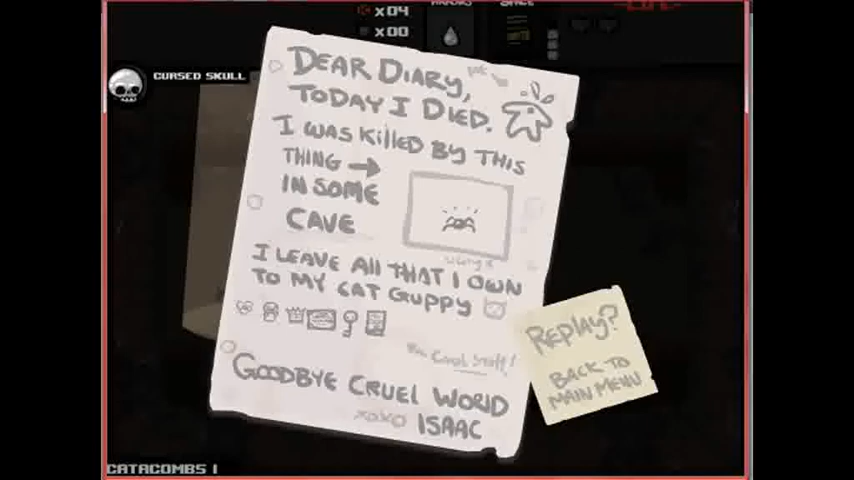 x04
x00
CURSED SKULL
DEAR DIARY,
TODAY I DIED.
I WAS KILLED BY THIS
THING →
IN SOME
CAVE
I LEAVE ALL THAT I OWN
TO MY CAT GUPPY
COOL STUFF!
GOODBYE CRUEL WORLD
XOXO ISAAC
REPLAY?
BACK TO
MAIN MENU
CATACOMBS I